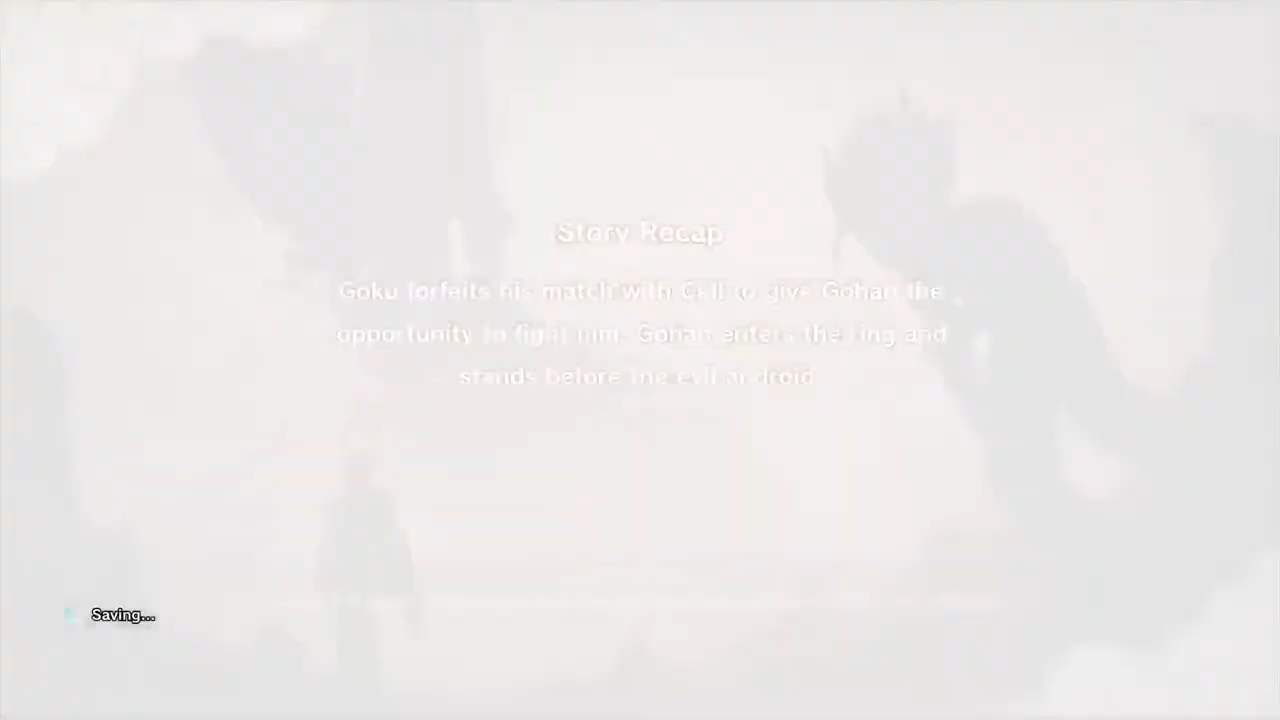 Story Recap
Goku forfeits his match with Cell to give Gohan the
opportunity to fight him. Gohan enters the ring and
stands before the evil android.
Saving...